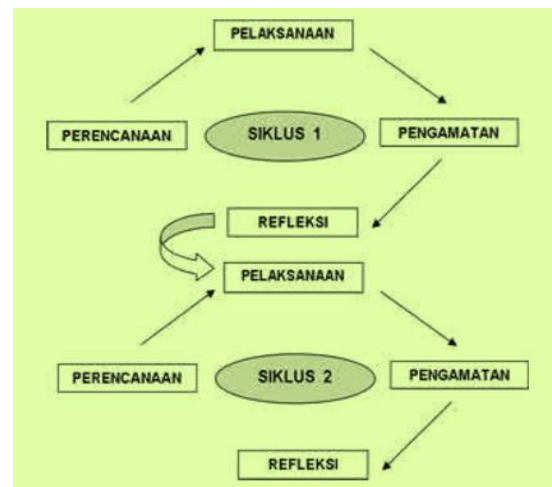 PELAKSANAAN
PERENCANAAN
SIKLUS 1
PENGAMATAN
REFLEKSI
PELAKSANAAN
PERENCANAAN
SIKLUS 2
PENGAMATAN
REFLEKSI